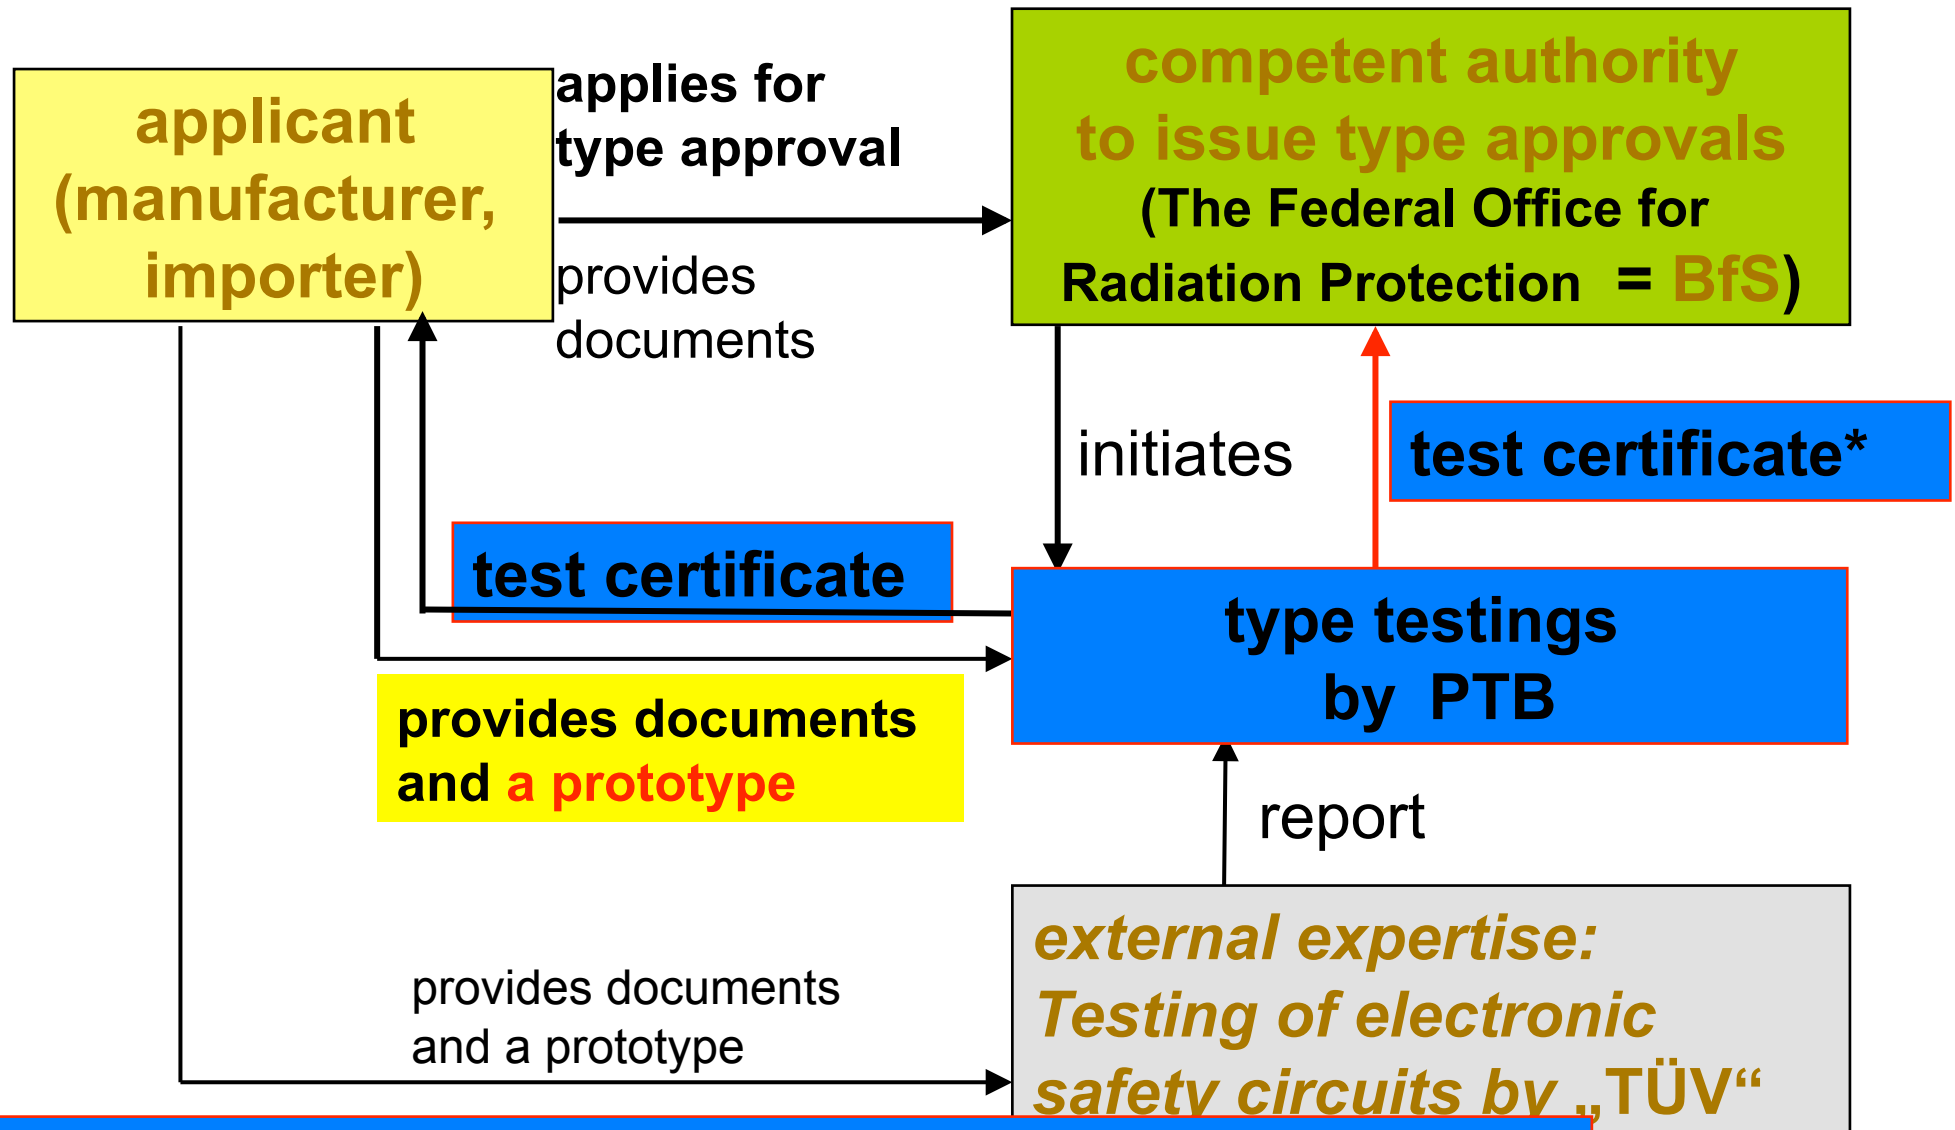 applicant
(manufacturer,
importer)
applies for
type approval
provides
documents
competent authority
to issue type approvals
(The Federal Office for
Radiation Protection = BfS)
initiates
test certificate*
test certificate
type testings
by PTB
provides documents
and a prototype
report
provides documents
and a prototype
external expertise:
Testing of electronic
safety circuits by „TÜV“